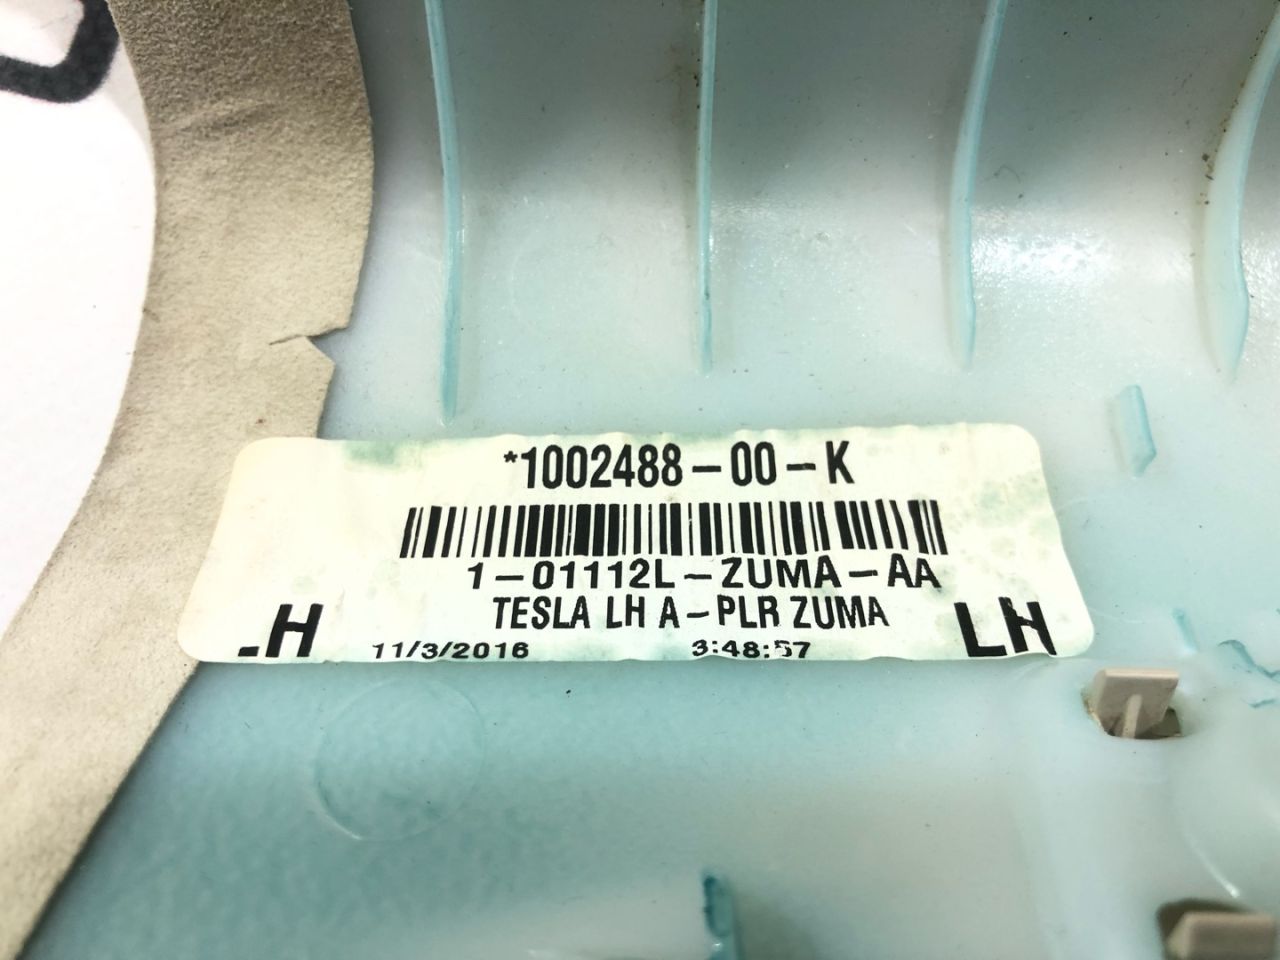 *1002488-00-K
1-01112L-ZUMA-AA
TESLA LH A-PLR ZUMA
LH
11/3/2016 3:48:57
LH